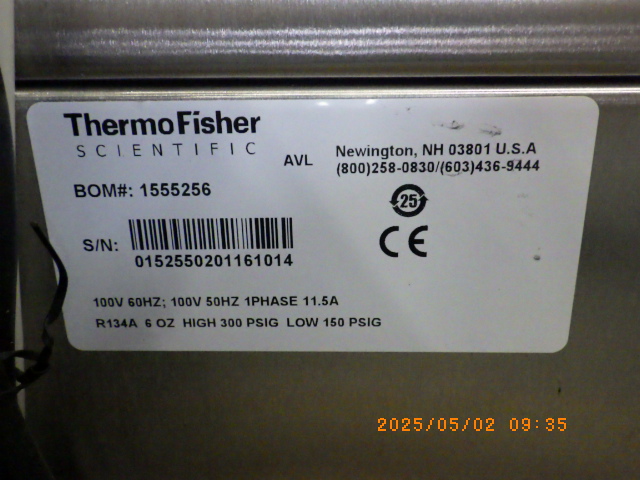 ThermoFisher
SCIENTIFIC
AVL
Newington, NH 03801 U.S.A
(800)258-0830/(603)436-9444
BOM#: 1555256
25
CE
S/N:
0152550201161014
100V 60HZ; 100V 50HZ 1PHASE 11.5A
R134A 6 OZ HIGH 300 PSIG LOW 150 PSIG
2025/05/02 09:35